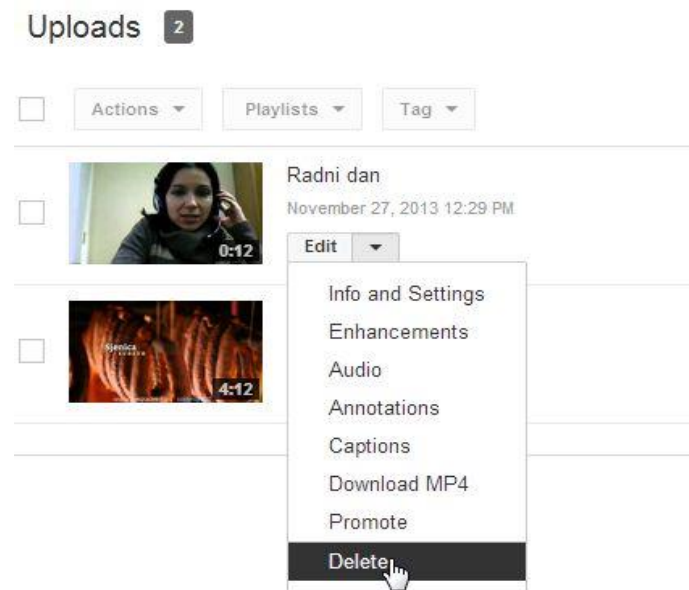 Uploads 2
Actions Playlists Tag
Radni dan
November 27, 2013 12:29 PM
0:12
Edit
Info and Settings
Enhancements
Audio
Annotations
Captions
Download MP4
Promote
Delete
Sjenica
4:12